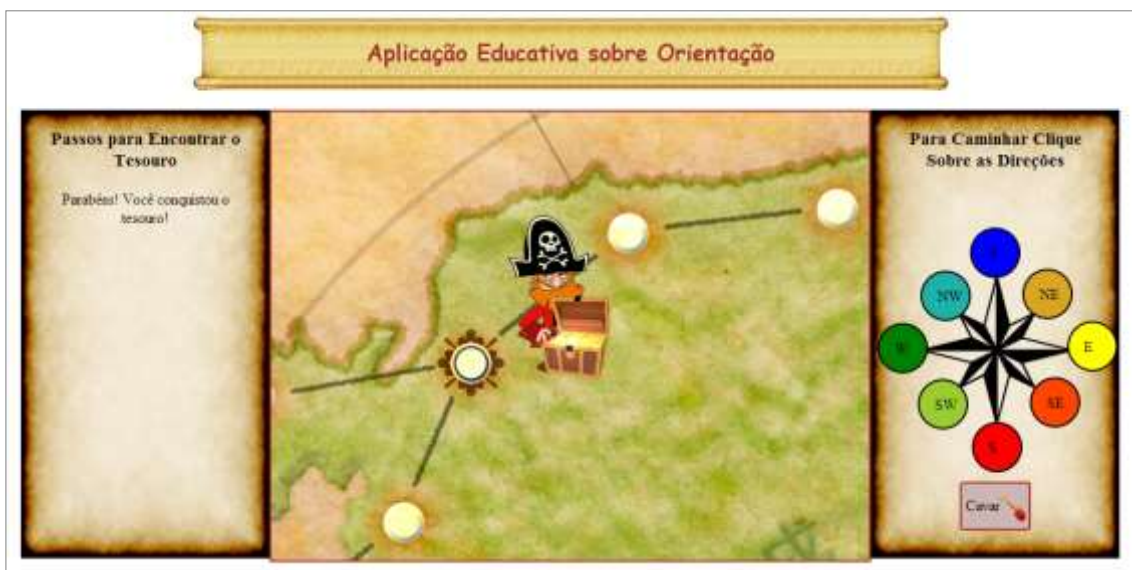 Aplicação Educativa sobre Orientação
Passos para Encontrar o
Tesouro
Parabéns! Você conquistou o
tesouro!
Para Caminhar Clique
Sobre as Direções
NW
NE
E
SW
SE
S
Cavar